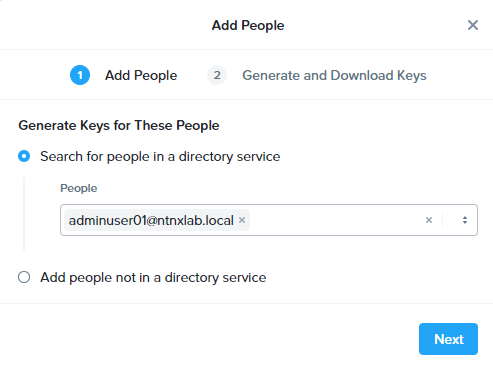 Add People
1 Add People 2 Generate and Download Keys
Generate Keys for These People
Search for people in a directory service
People
adminuser01@ntnxlab.local
Add people not in a directory service
Next